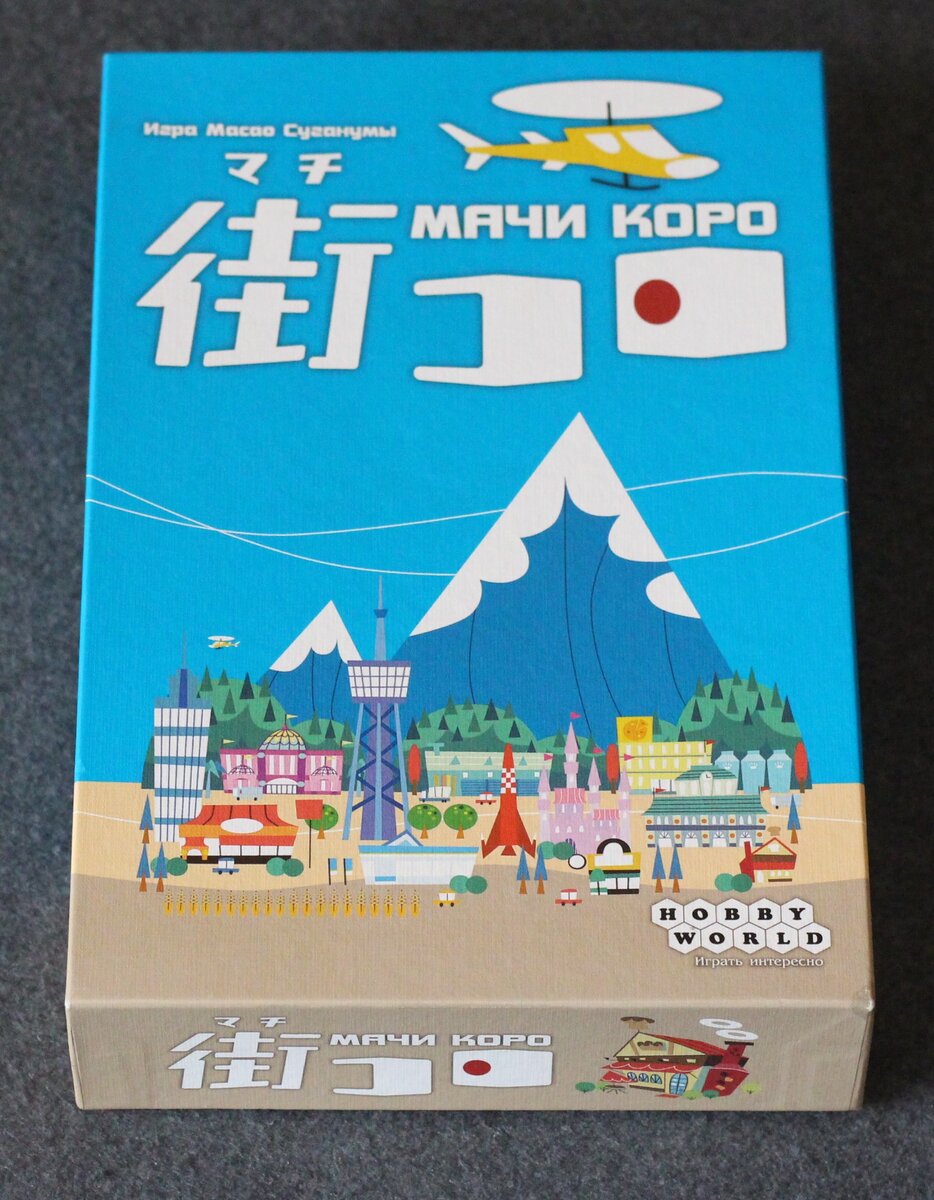 Игра Масао Суганумы
マチ
МАЧИ КОРО
街コロ
HOBBY
WORLD
Играть интересно
マチ
МАЧИ КОРО
街コロ